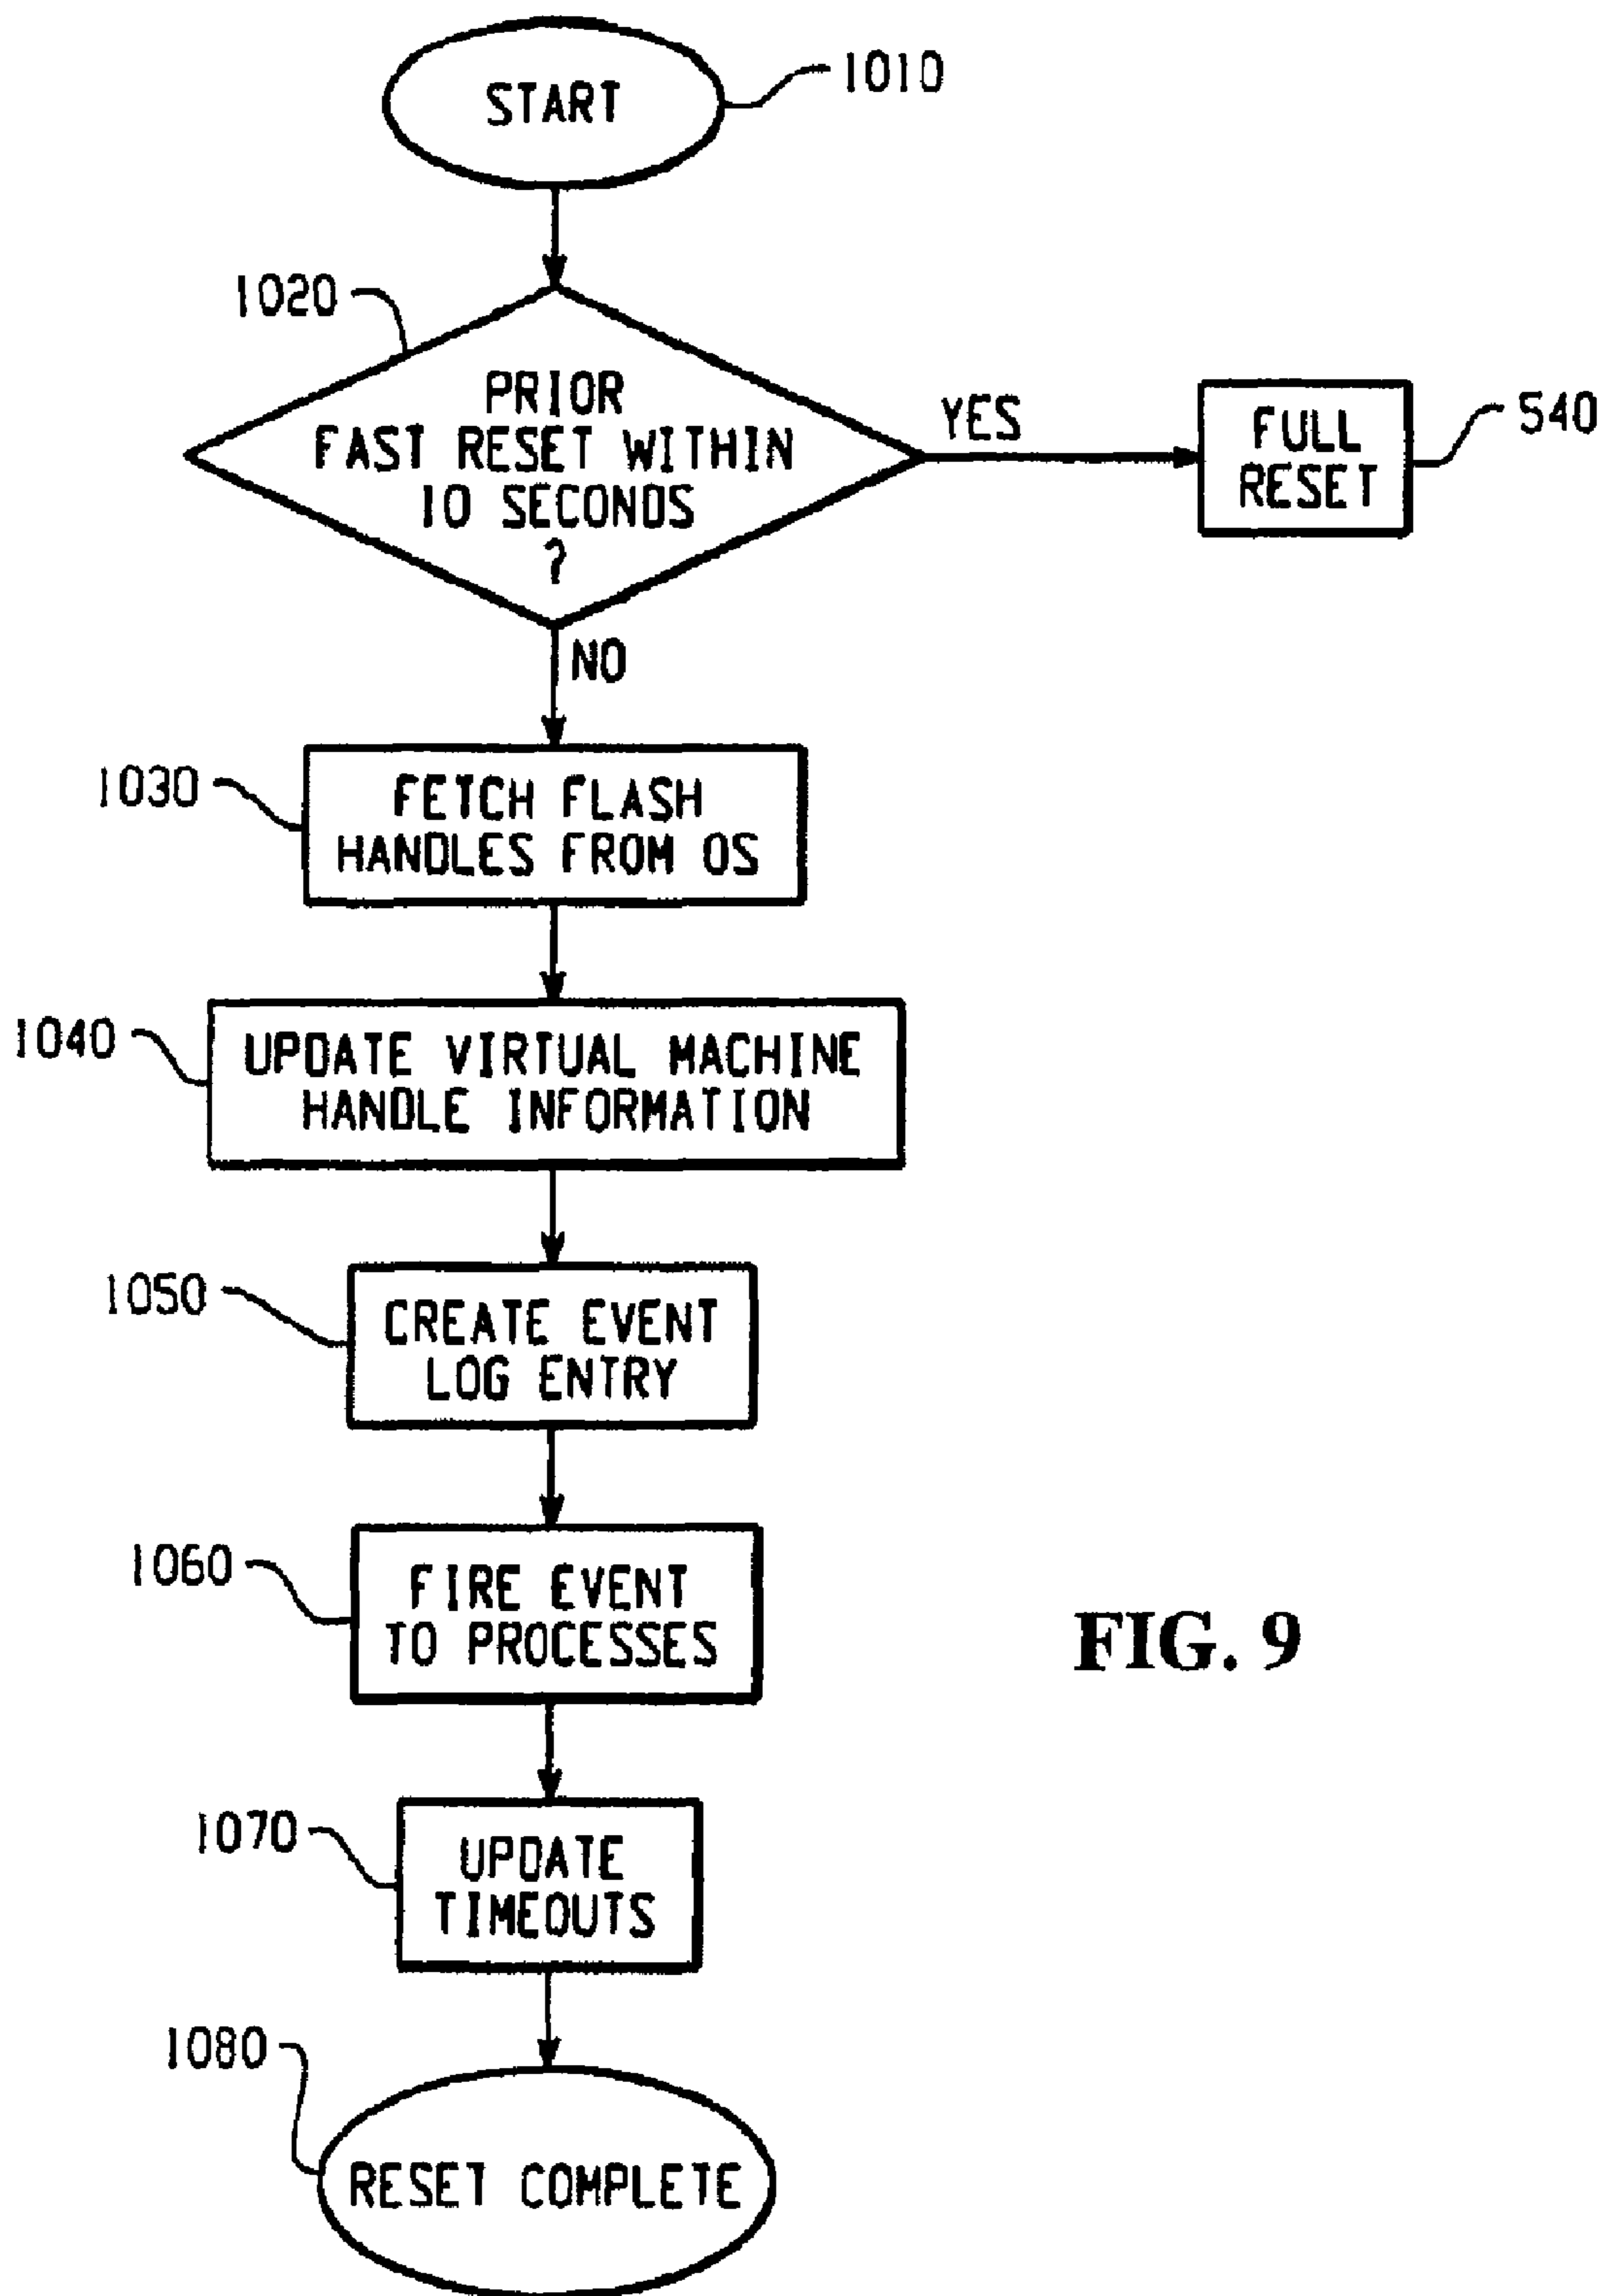 START
1010
1020
PRIOR
FAST RESET WITHIN
10 SECONDS
?
YES
FULL
RESET
540
NO
1030
FETCH FLASH
HANDLES FROM OS
1040
UPDATE VIRTUAL MACHINE
HANDLE INFORMATION
1050
CREATE EVENT
LOG ENTRY
1060
FIRE EVENT
TO PROCESSES
FIG. 9
1070
UPDATE
TIMEOUTS
1080
RESET COMPLETE